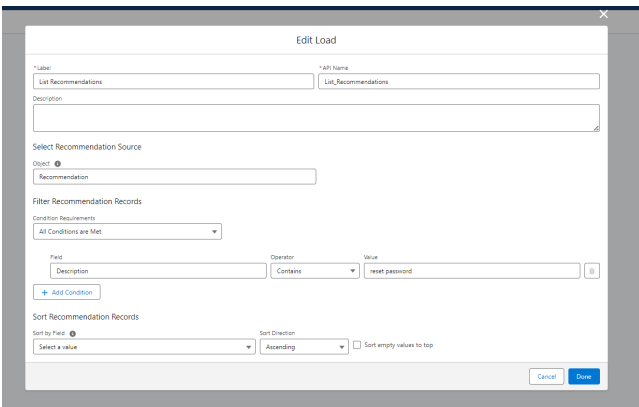 Edit Load
*Label
*API Name
List Recommendations
List_Recommendations
Description
Select Recommendation Source
Object
Recommendation
Filter Recommendation Records
Condition Requirements
All Conditions are Met
Field
Operator
Value
Description
Contains
reset password
+ Add Condition
Sort Recommendation Records
Sort by Field
Sort Direction
Select a value
Ascending
Sort empty values to top
Cancel
Done